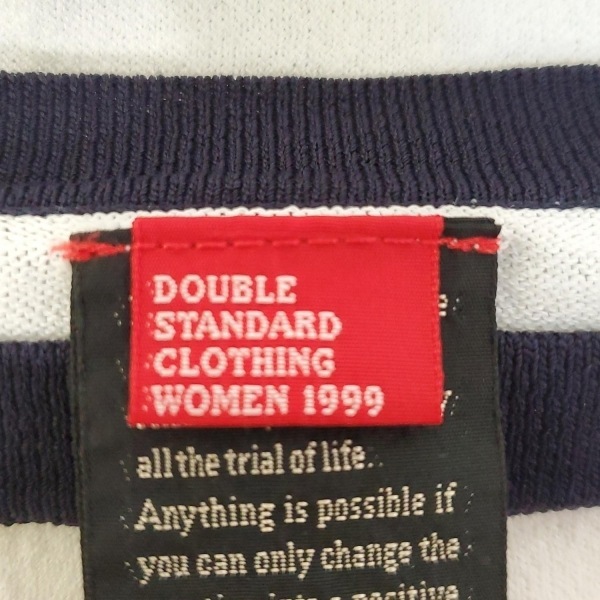 DOUBLE
STANDARD
CLOTHING
WOMEN 1999
all the trial of life.
Anything is possible if
you can only change the
positive